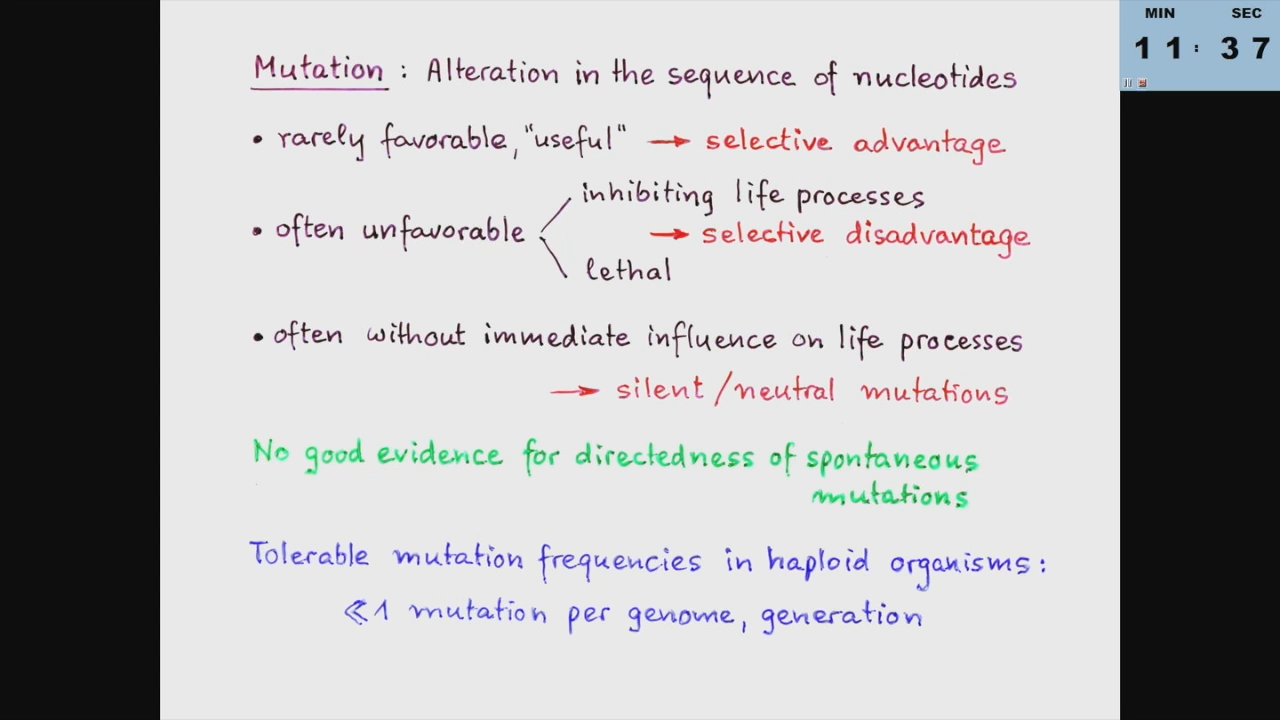 MIN SEC
11:37
Mutation : Alteration in the sequence of nucleotides
• rarely favorable, "useful" → selective advantage
inhibiting life processes
• often unfavorable → selective disadvantage
lethal
• often without immediate influence on life processes
→ silent/neutral mutations
No good evidence for directedness of spontaneous
mutations
Tolerable mutation frequencies in haploid organisms:
≪1 mutation per genome, generation